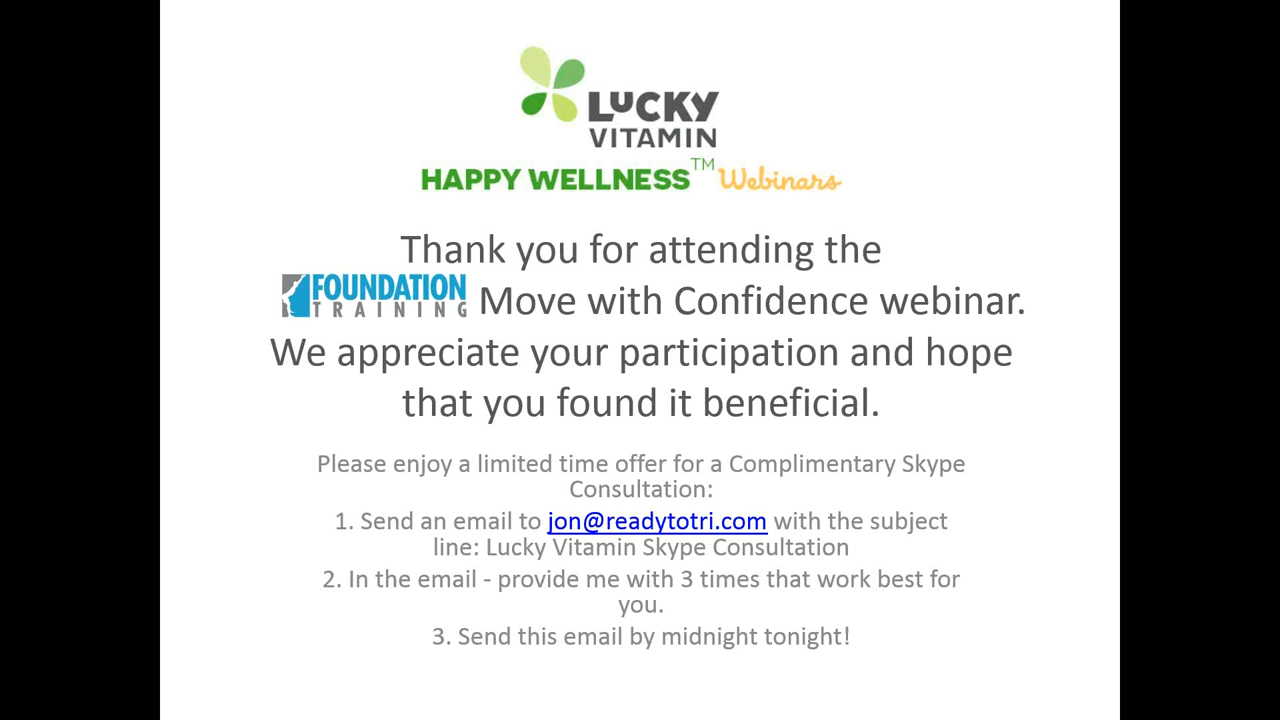 LUCKY
VITAMIN
HAPPY WELLNESS™ Webinars
Thank you for attending the
FOUNDATION TRAINING Move with Confidence webinar.
We appreciate your participation and hope
that you found it beneficial.
Please enjoy a limited time offer for a Complimentary Skype
Consultation:
1. Send an email to jon@readytotri.com with the subject
line: Lucky Vitamin Skype Consultation
2. In the email - provide me with 3 times that work best for
you.
3. Send this email by midnight tonight!